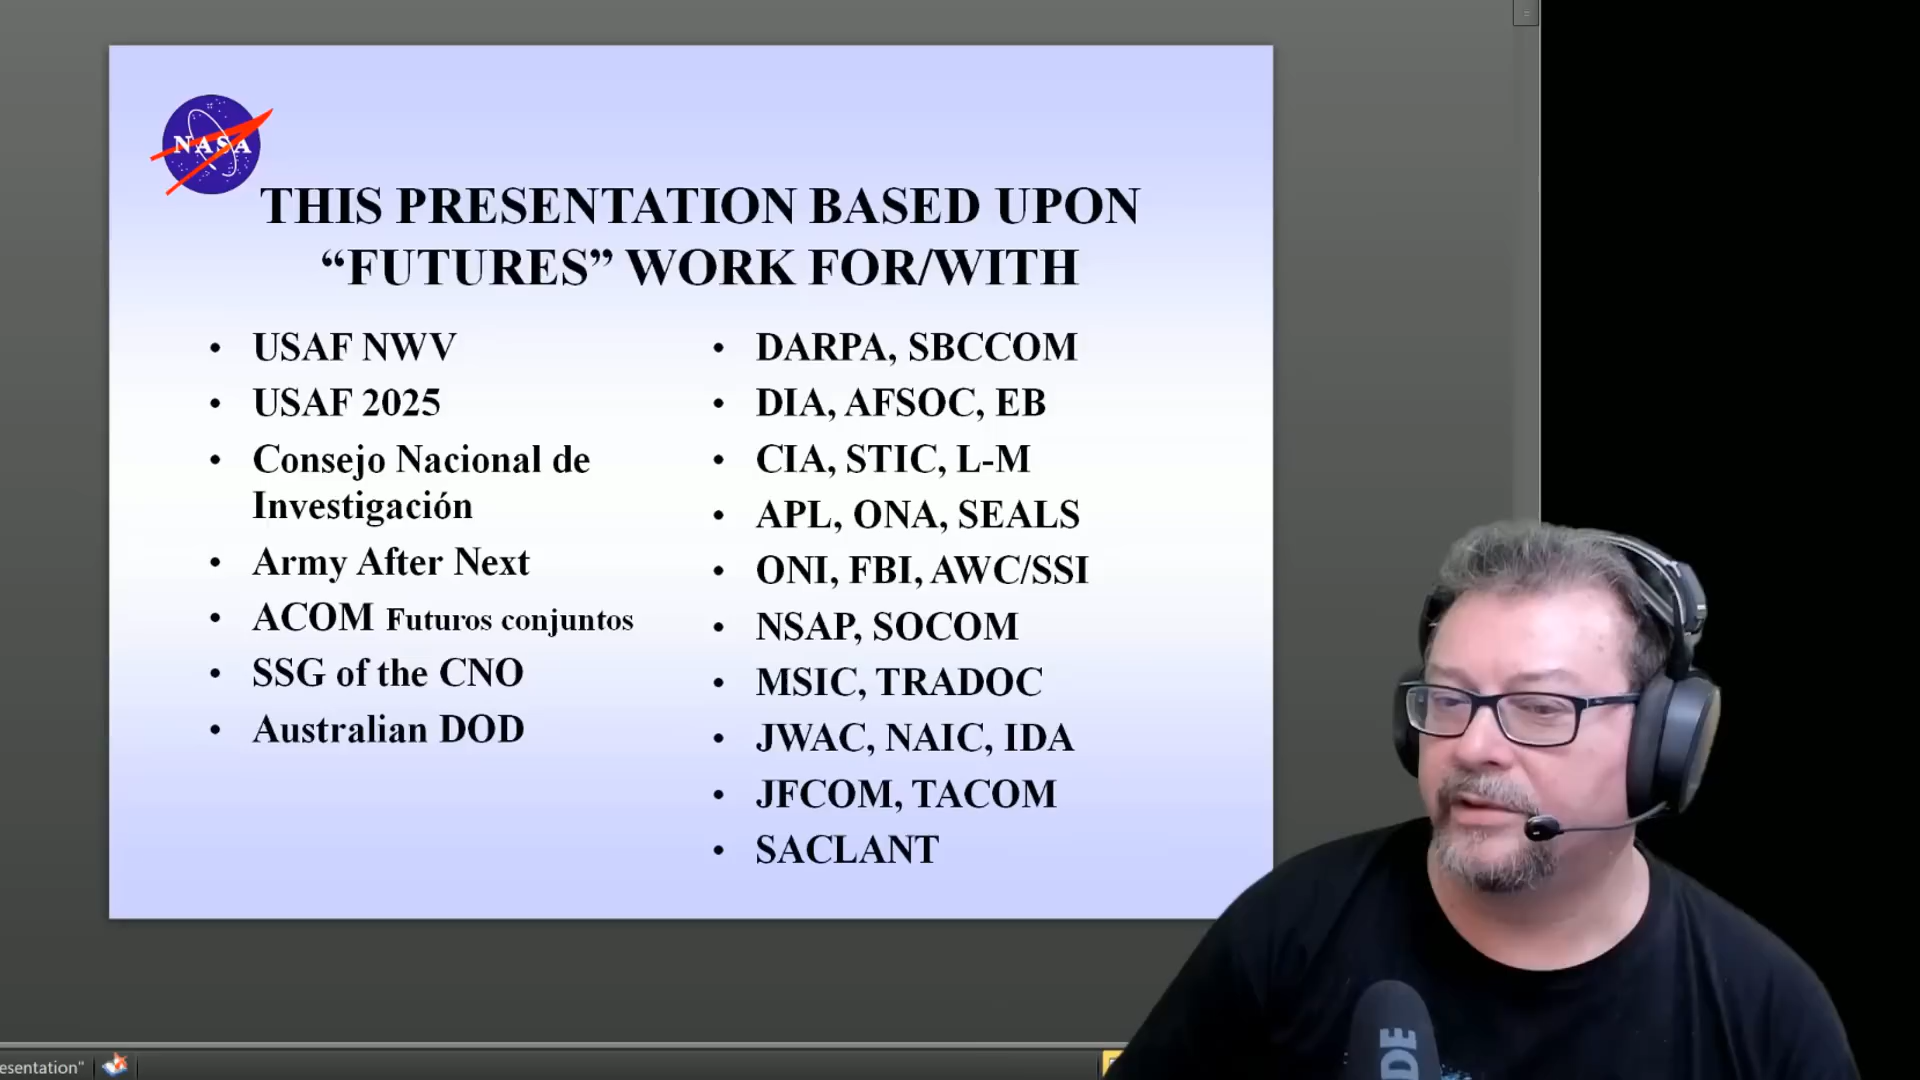 NASA
THIS PRESENTATION BASED UPON
“FUTURES” WORK FOR/WITH
• USAF NWV
• USAF 2025
• Consejo Nacional de
Investigación
• Army After Next
• ACOM Futuros conjuntos
• SSG of the CNO
• Australian DOD
• DARPA, SBCCOM
• DIA, AFSOC, EB
• CIA, STIC, L-M
• APL, ONA, SEALS
• ONI, FBI, AWC/SSI
• NSAP, SOCOM
• MSIC, TRADOC
• JWAC, NAIC, IDA
• JFCOM, TACOM
• SACLANT
esentation"
DE